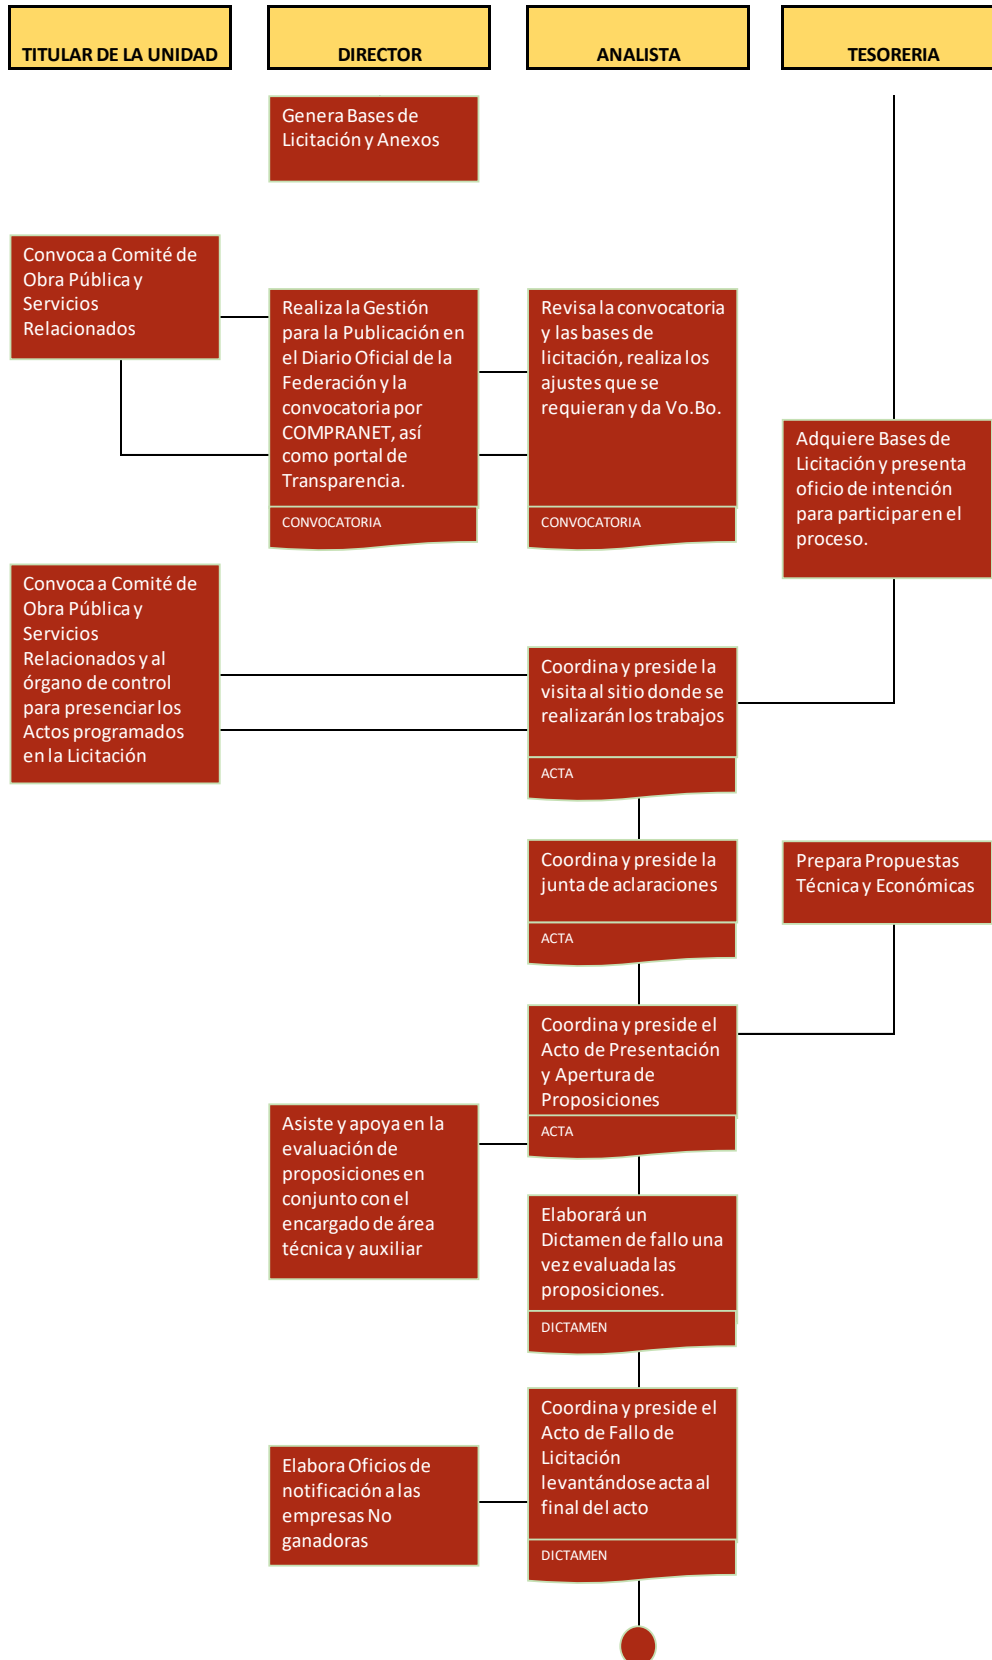 TITULAR DE LA UNIDAD
DIRECTOR
ANALISTA
TESORERIA
Genera Bases de
Licitación y Anexos
Convoca a Comité de
Obra Pública y
Servicios
Relacionados
Realiza la Gestión
para la Publicación en
el Diario Oficial de la
Federación y la
convocatoria por
COMPRANET, así
como portal de
Transparencia.
CONVOCATORIA
Revisa la convocatoria
y las bases de
licitación, realiza los
ajustes que se
requieran y da Vo.Bo.
CONVOCATORIA
Adquiere Bases de
Licitación y presenta
oficio de intención
para participar en el
proceso.
Convoca a Comité de
Obra Pública y
Servicios
Relacionados y al
órgano de control
para presenciar los
Actos programados
en la Licitación
Coordina y preside la
visita al sitio donde se
realizarán los trabajos
ACTA
Coordina y preside la
junta de aclaraciones
ACTA
Prepara Propuestas
Técnica y Económicas
Coordina y preside el
Acto de Presentación
y Apertura de
Proposiciones
ACTA
Asiste y apoya en la
evaluación de
proposiciones en
conjunto con el
encargado de área
técnica y auxiliar
Elaborará un
Dictamen de fallo una
vez evaluada las
proposiciones.
DICTAMEN
Coordina y preside el
Acto de Fallo de
Licitación
levantándose acta al
final del acto
DICTAMEN
Elabora Oficios de
notificación a las
empresas No
ganadoras